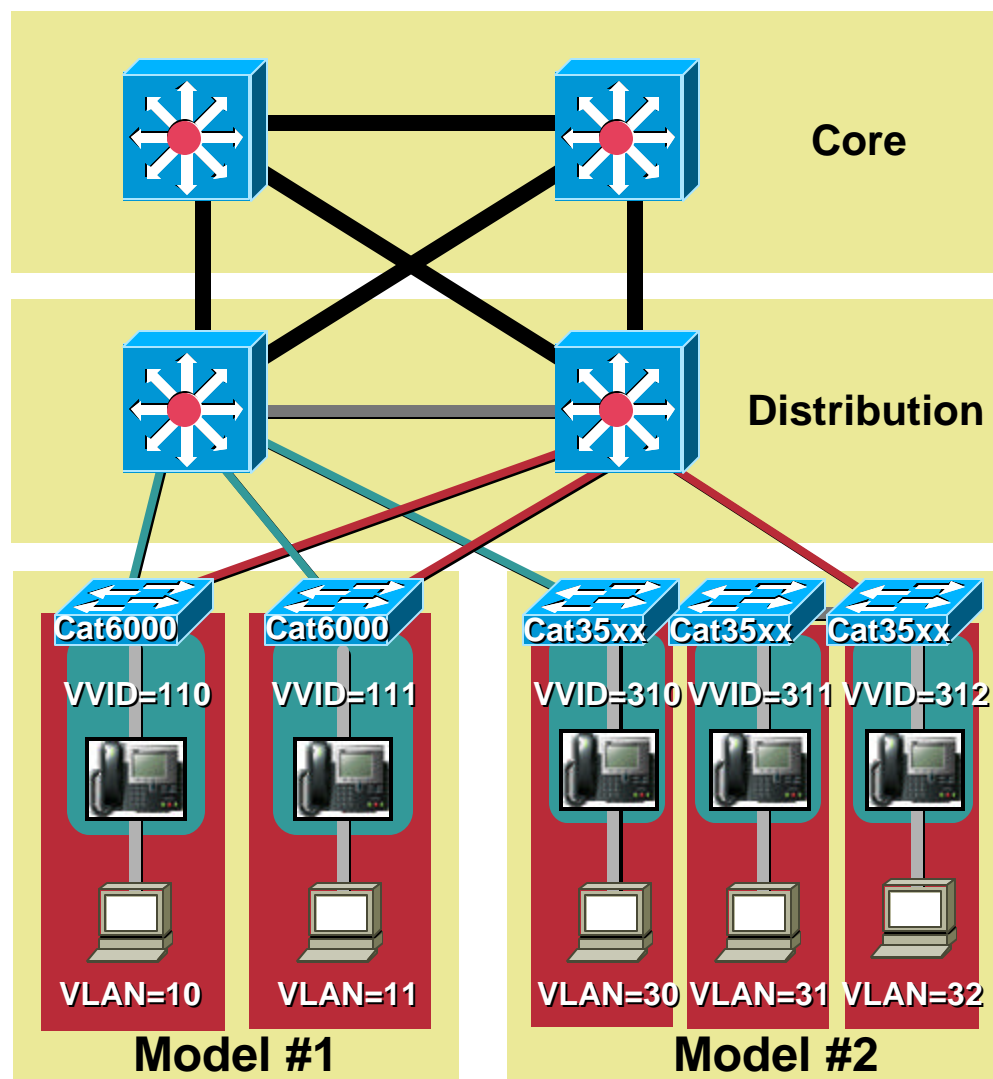 Core
Distribution
Cat6000 Cat6000 Cat35xx Cat35xx Cat35xx
VVID=110 VVID=111 VVID=310 VVID=311 VVID=312
VLAN=10 VLAN=11 VLAN=30 VLAN=31 VLAN=32
Model #1 Model #2